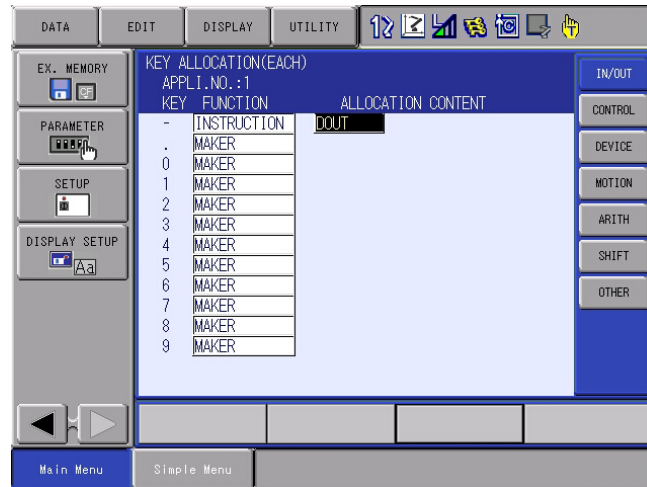 DATA EDIT DISPLAY UTILITY
EX. MEMORY
CF
PARAMETER
SETUP
DISPLAY SETUP
Aa
KEY ALLOCATION(EACH)
APPLI.NO.:1
KEY FUNCTION ALLOCATION CONTENT
- INSTRUCTION DOUT
. MAKER
0 MAKER
1 MAKER
2 MAKER
3 MAKER
4 MAKER
5 MAKER
6 MAKER
7 MAKER
8 MAKER
9 MAKER
IN/OUT
CONTROL
DEVICE
MOTION
ARITH
SHIFT
OTHER
Main Menu Simple Menu